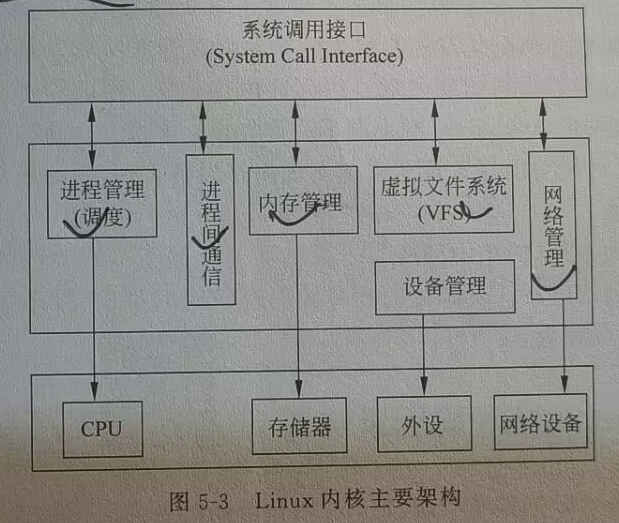 系统调用接口
(System Call Interface)
进程管理
(调度)
进程间通信
内存管理
虚拟文件系统
(VFS)
设备管理
网络管理
CPU
存储器
外设
网络设备
图 5-3 Linux 内核主要架构